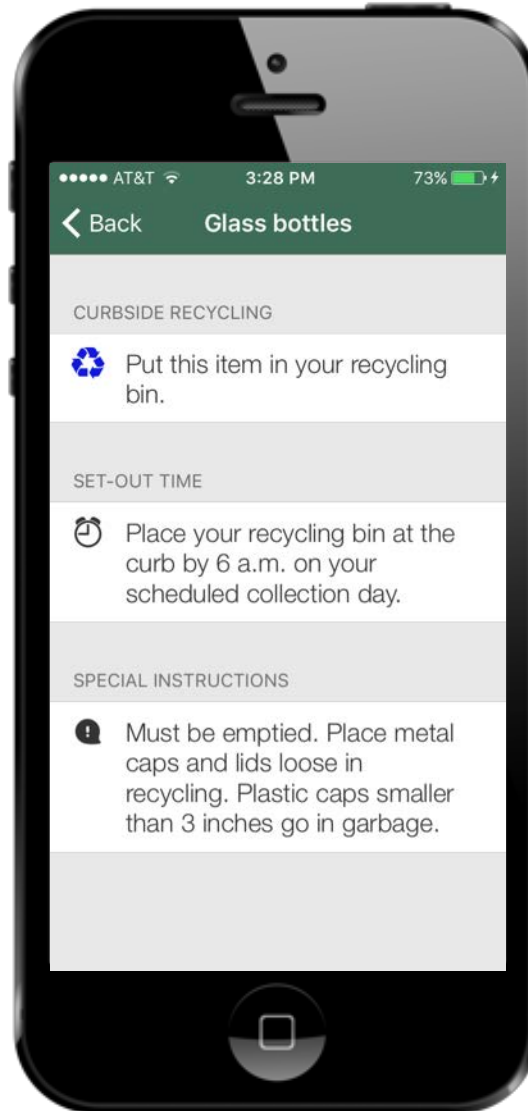 AT&T 3:28 PM 73%
Back Glass bottles
CURBSIDE RECYCLING
Put this item in your recycling
bin.
SET-OUT TIME
Place your recycling bin at the
curb by 6 a.m. on your
scheduled collection day.
SPECIAL INSTRUCTIONS
Must be emptied. Place metal
caps and lids loose in
recycling. Plastic caps smaller
than 3 inches go in garbage.